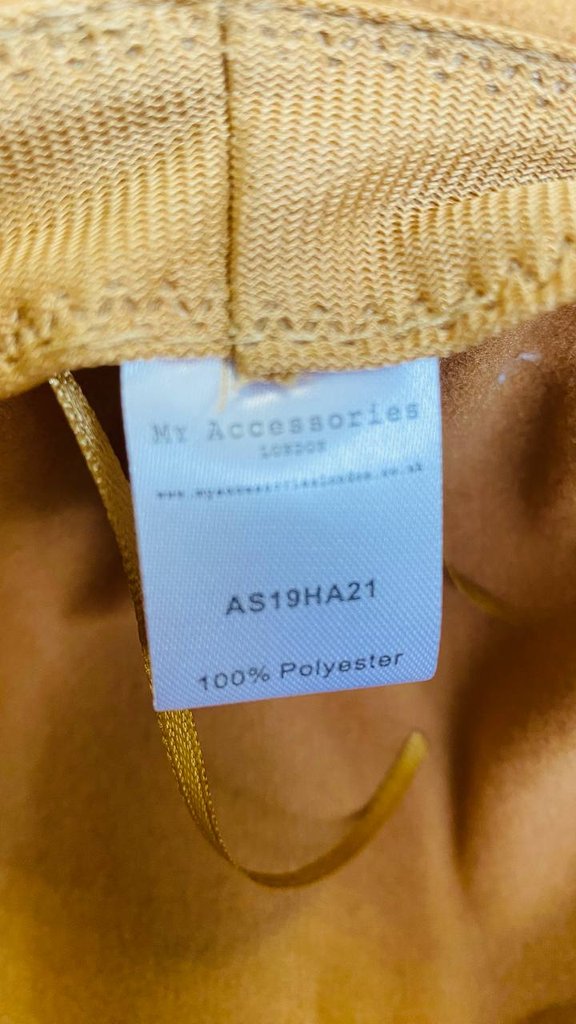 My Accessories
LONDON
www.myaccessorieslondon.co.uk
AS19HA21
100% Polyester